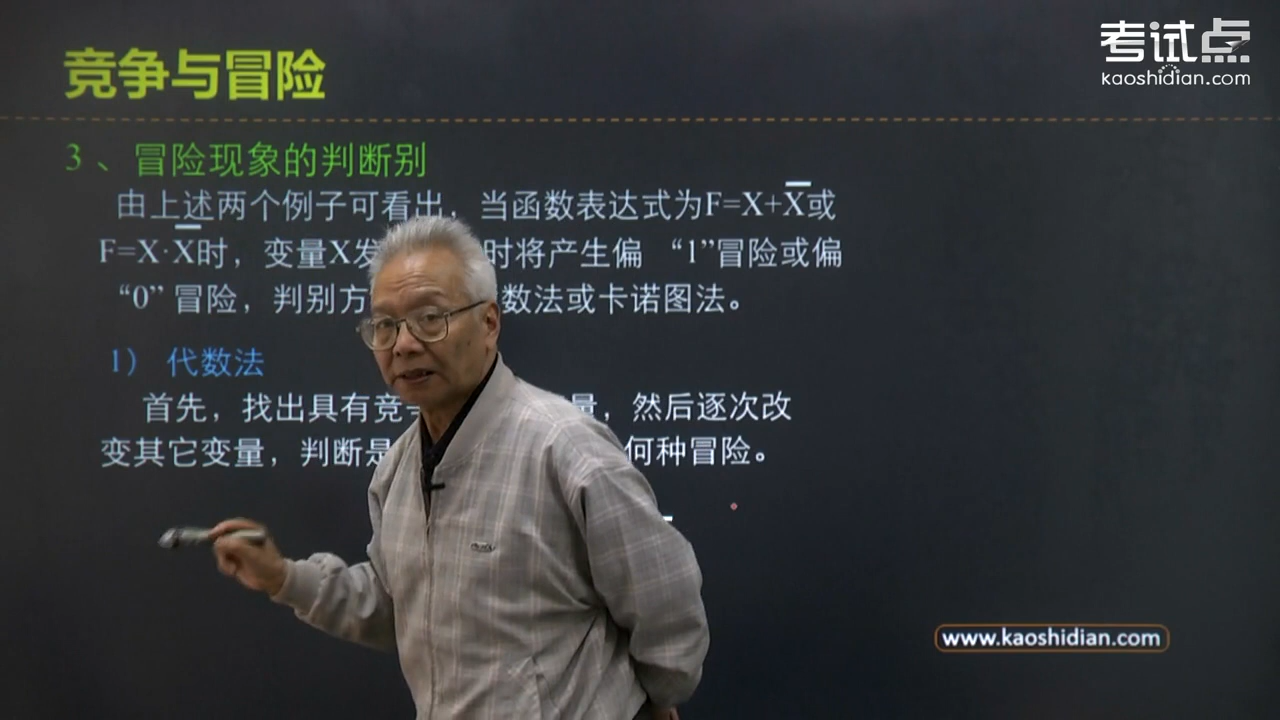 考试点
kaoshidian.com
竞争与冒险
3 、冒险现象的判断别
由上述两个例子可看出，当函数表达式为F=X+X̅或
F=X·X̅时，变量X发 时将产生偏 “1”冒险或偏
“0” 冒险，判别方 数法或卡诺图法。
1） 代数法
首先，找出具有竞 量，然后逐次改
变其它变量，判断是 何种冒险。
www.kaoshidian.com